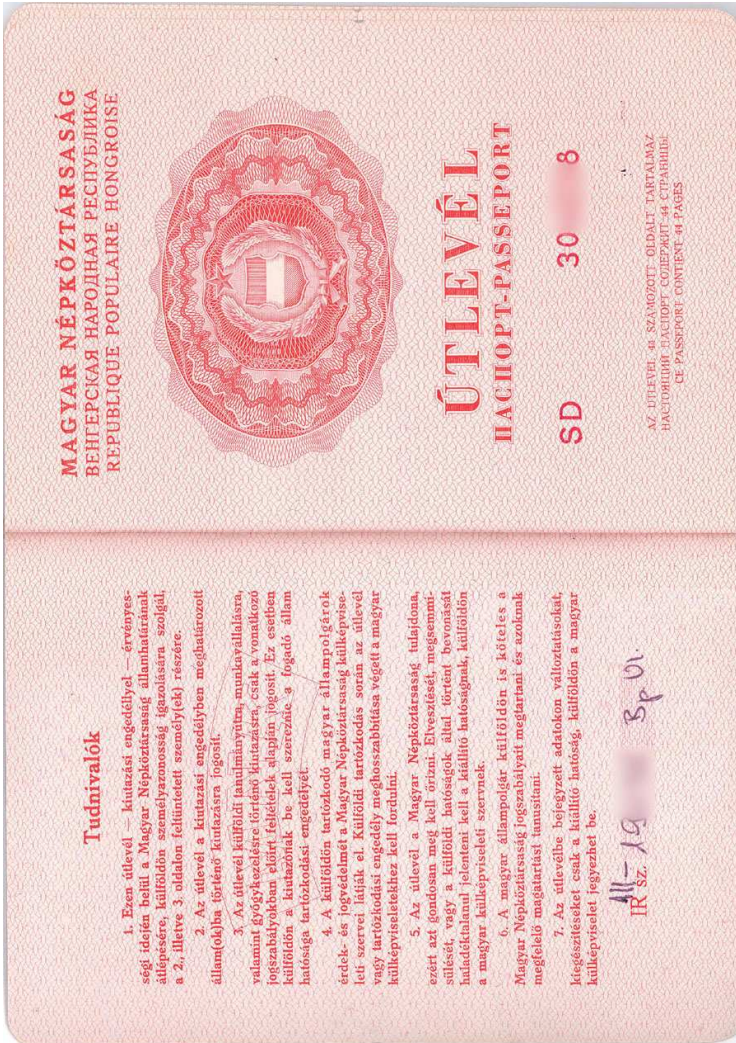 MAGYAR NÉPKÖZTÁRSASÁG
ВЕНГЕРСКАЯ НАРОДНАЯ РЕСПУБЛИКА
REPUBLIQUE POPULAIRE HONGROISE
ÚTLEVÉL
ПАСПОРТ-PASSEPORT
SD 30 8
AZ ÚTLEVÉL 44 SZÁMOZOTT OLDALT TARTALMAZ
НАСТОЯЩИЙ ПАСПОРТ СОДЕРЖИТ 44 СТРАНИЦЫ
CE PASSEPORT CONTIENT 44 PAGES
Tudnivalók
1. Ezen útlevél — kiutazási engedéllyel — érvényes-
ségi idején belül a Magyar Népköztársaság államhatárának
átlépésére, külföldön személyazonosság igazolására szolgál,
a 2., illetve 3. oldalon feltüntetett személy(ek) részére.
2. Az útlevél a kiutazási engedélyben meghatározott
állam(ok)ba történő kiutazásra jogosít.
3. Az útlevél külföldi tanulmányútra, munkavállalásra,
valamint gyógykezelésre történő kiutazásra, csak a vonatkozó
jogszabályokban előírt feltételek alapján jogosít. Ez esetben
külföldön a kiutazónak be kell szereznie a fogadó állam
hatósága tartózkodási engedélyét.
4. A külföldön tartózkodó magyar állampolgárok
érdek- és jogvédelmét a Magyar Népköztársaság külképvise-
leti szervei látják el. Külföldi tartózkodás során az útlevél
vagy tartózkodási engedély meghosszabbítása végett a magyar
külképviseletekhez kell fordulni.
5. Az útlevél a Magyar Népköztársaság tulajdona,
ezért azt gondosan meg kell őrizni. Elvesztését, megsemmi-
sülését, vagy a külföldi hatóságok által történt bevonását
haladéktalanul jelenteni kell a kiállító hatóságnak, külföldön
a magyar külképviseleti szervnek.
6. A magyar állampolgár külföldön is köteles a
Magyar Népköztársaság jogszabályait megtartani és azoknak
megfelelő magatartást tanusítani.
7. Az útlevélbe bejegyzett adatokon változtatásokat,
kiegészítéseket csak a kiállító hatóság, külföldön a magyar
külképviselet jegyezhet be.
IR sz. III- 19 Bp VI.